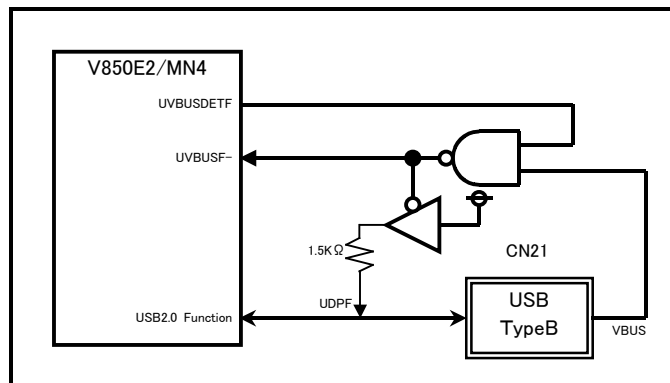 V850E2/MN4
UVBUSDETF
UVBUSF-
1.5KΩ
CN21
UDPF
USB2.0 Function
USB
TypeB
VBUS